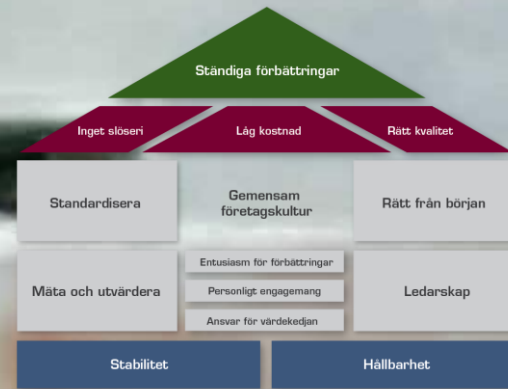 Ständiga förbättringar
Inget slöseri
Låg kostnad
Rätt kvalitet
Standardisera
Gemensam
företagskultur
Rätt från början
Mäta och utvärdera
Entusiasm för förbättringar
Personligt engagemang
Ansvar för värdekedjan
Ledarskap
Stabilitet
Hållbarhet